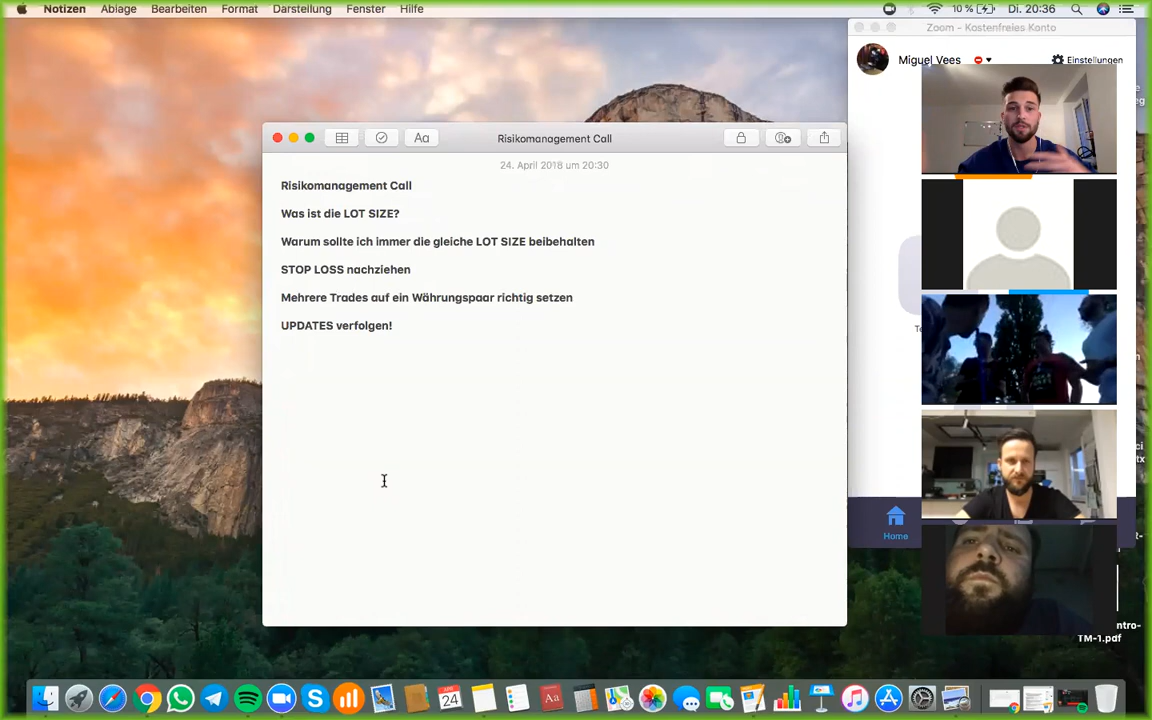 Notizen Ablage Bearbeiten Format Darstellung Fenster Hilfe
10 % Di. 20:36
Zoom - Kostenfreies Konto
Miguel Vees
Einstellungen
Risikomanagement Call
24. April 2018 um 20:30
Risikomanagement Call
Was ist die LOT SIZE?
Warum sollte ich immer die gleiche LOT SIZE beibehalten
STOP LOSS nachziehen
Mehrere Trades auf ein Währungspaar richtig setzen
UPDATES verfolgen!
Aa
Home
TM-1.pdf
24